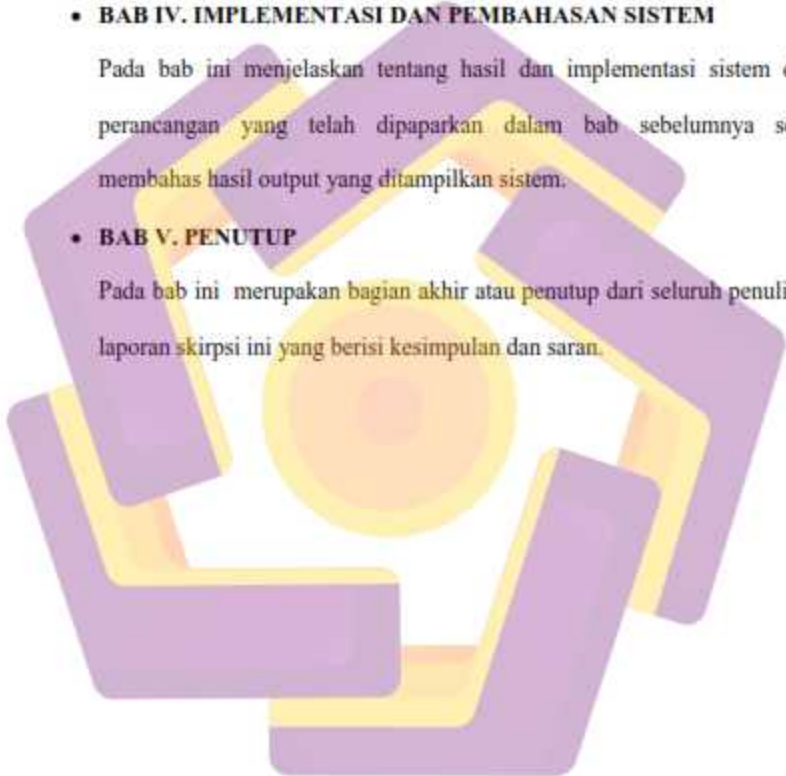 • BAB IV. IMPLEMENTASI DAN PEMBAHASAN SISTEM
Pada bab ini menjelaskan tentang hasil dan implementasi sistem
perancangan yang telah dipaparkan dalam bab sebelumnya
membahas hasil output yang ditampilkan sistem.
• BAB V. PENUTUP
Pada bab ini merupakan bagian akhir atau penutup dari seluruh
laporan skirpsi ini yang berisi kesimpulan dan saran.